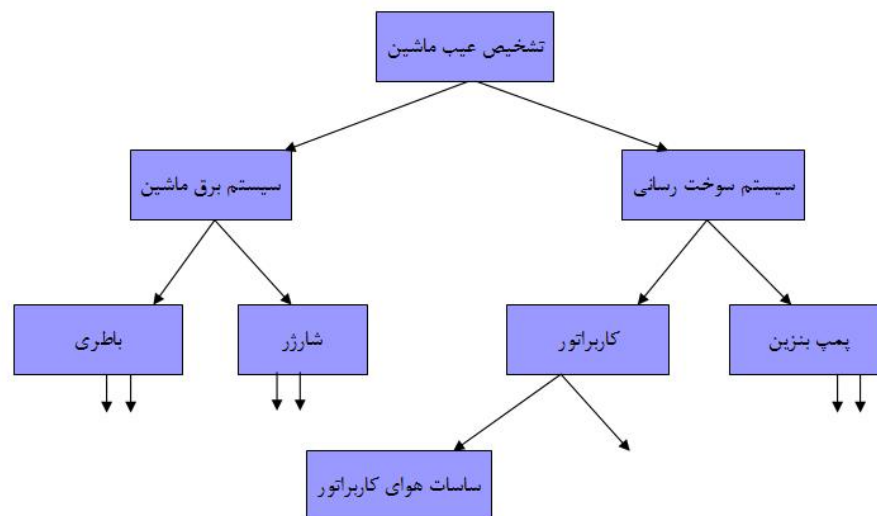 تشخیص عیب ماشین
سیستم سوخت رسانی
سیستم برق ماشین
پمپ بنزین
کاربراتور
شارژر
باطری
ساسات هوای کاربراتور